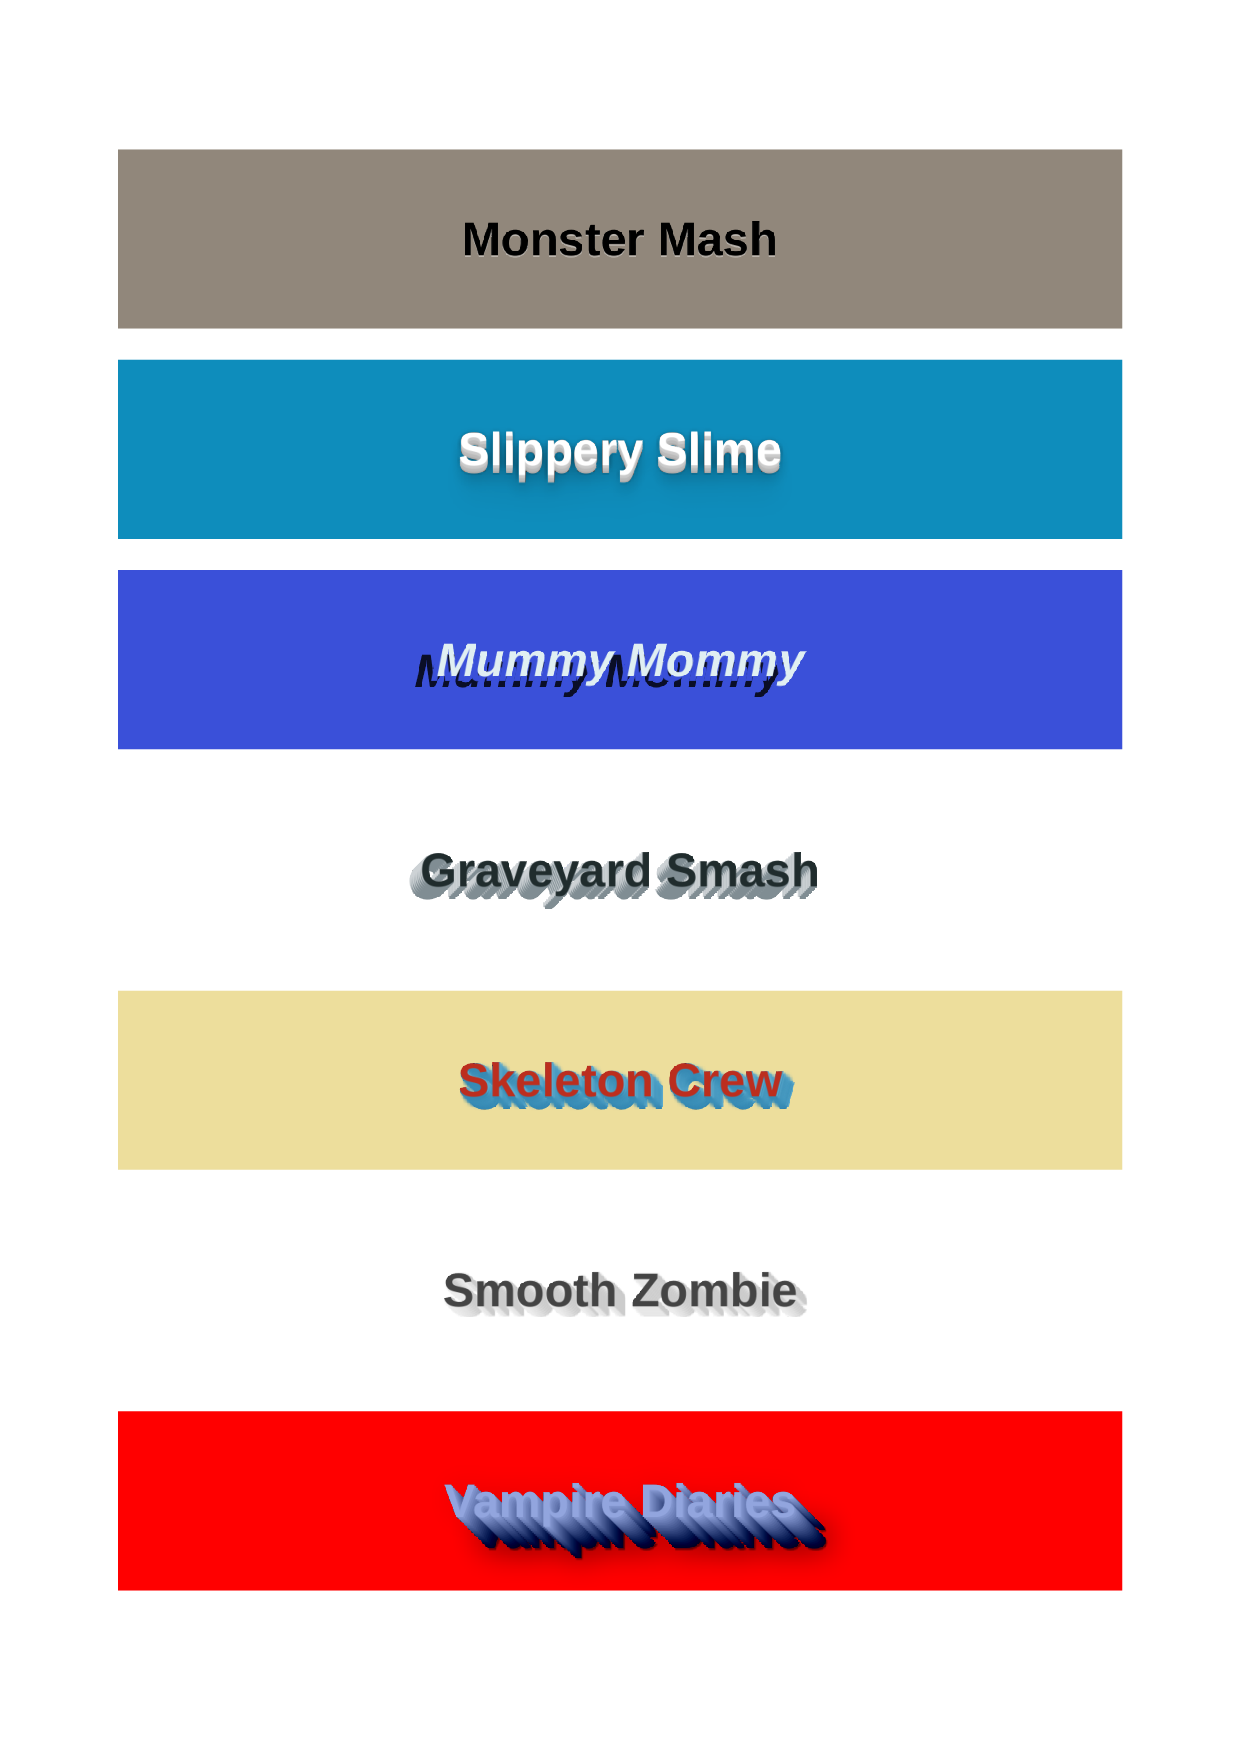 Monster Mash
Slippery Slime
Mummy Mommy
Graveyard Smash
Skeleton Crew
Smooth Zombie
Vampire Diaries